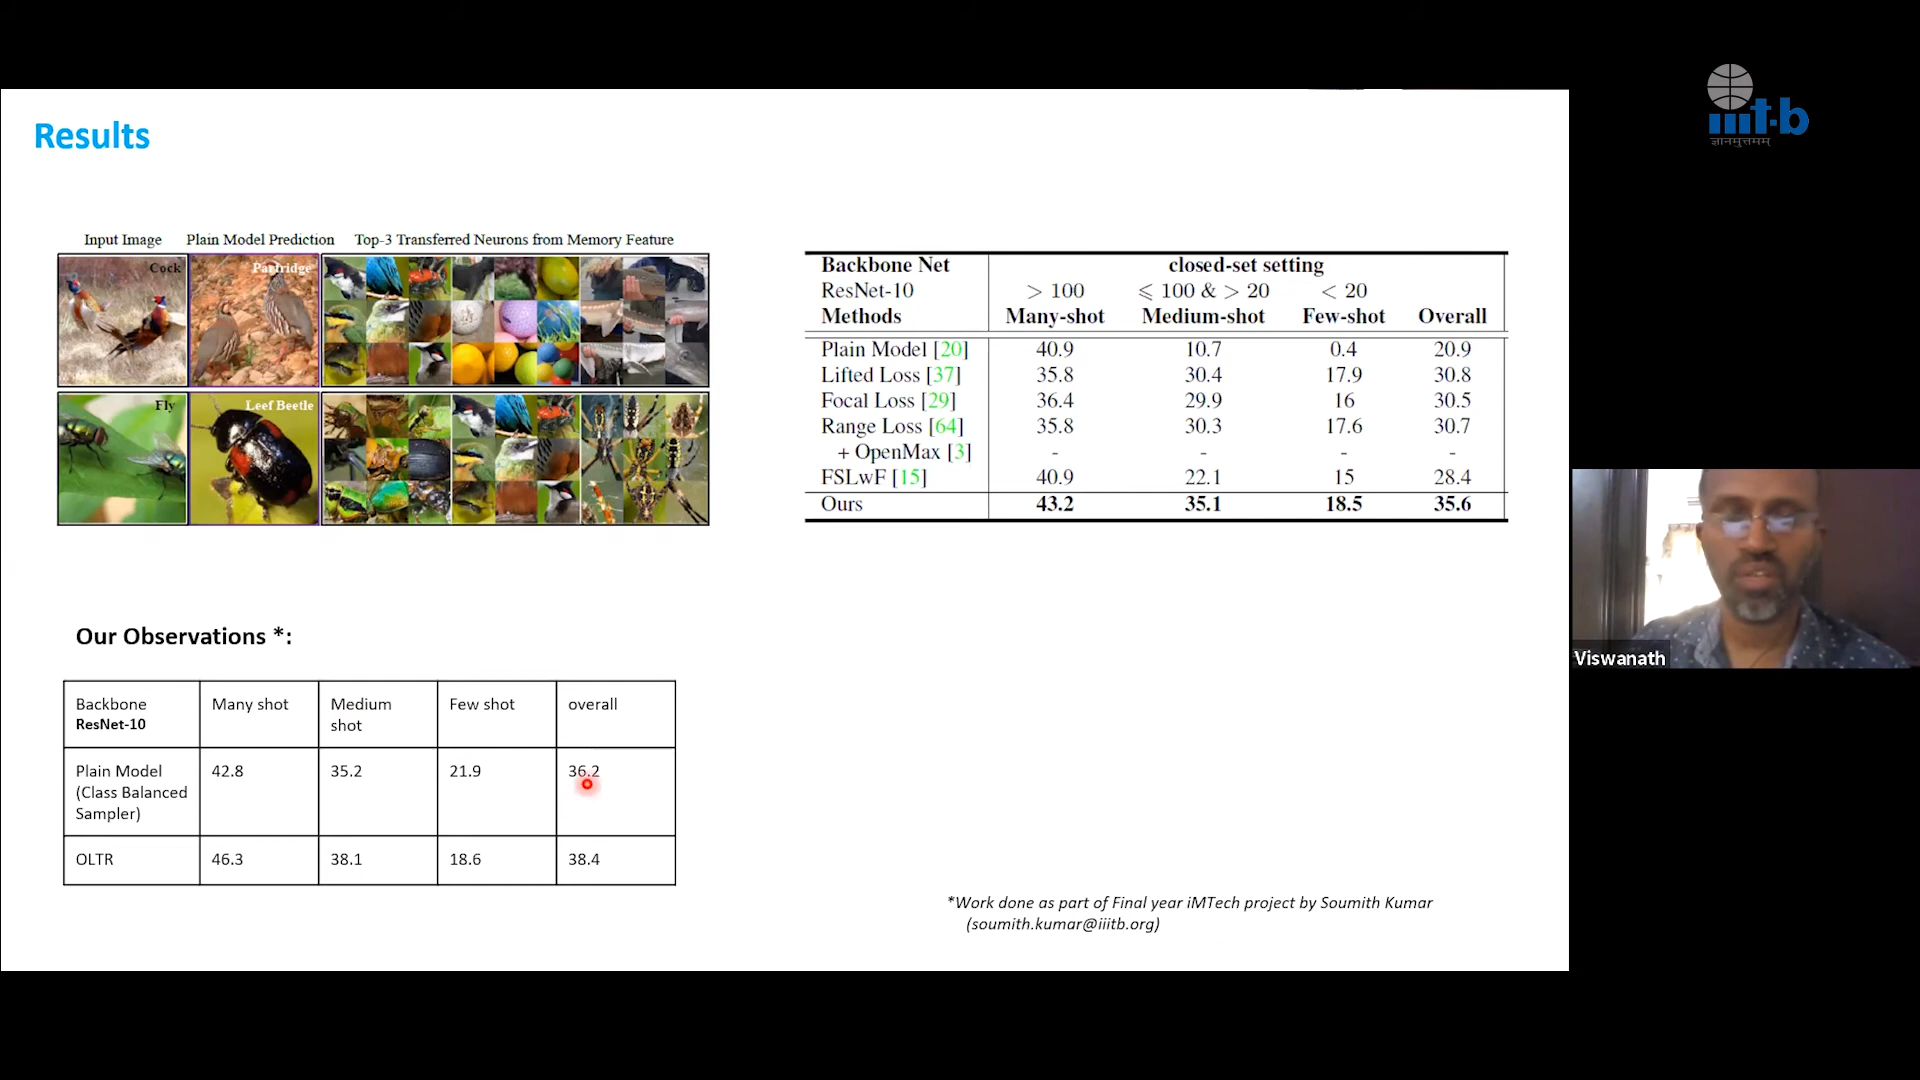 Results
Input Image Plain Model Prediction Top-3 Transferred Neurons from Memory Feature
Cock Partridge
Fly Leef Beetle
Backbone Net closed-set setting
ResNet-10 > 100 ⩽ 100 & > 20 < 20
Methods Many-shot Medium-shot Few-shot Overall
Plain Model [20] 40.9 10.7 0.4 20.9
Lifted Loss [37] 35.8 30.4 17.9 30.8
Focal Loss [29] 36.4 29.9 16 30.5
Range Loss [64] 35.8 30.3 17.6 30.7
+ OpenMax [3] - - - -
FSLwF [15] 40.9 22.1 15 28.4
Ours 43.2 35.1 18.5 35.6
Our Observations *:
Backbone Many shot Medium Few shot overall
ResNet-10 shot
Plain Model 42.8 35.2 21.9 36.2
(Class Balanced
Sampler)
OLTR 46.3 38.1 18.6 38.4
*Work done as part of Final year iMTech project by Soumith Kumar
(soumith.kumar@iiitb.org)
iiit-b
ज्ञानमुत्तमम्
Viswanath